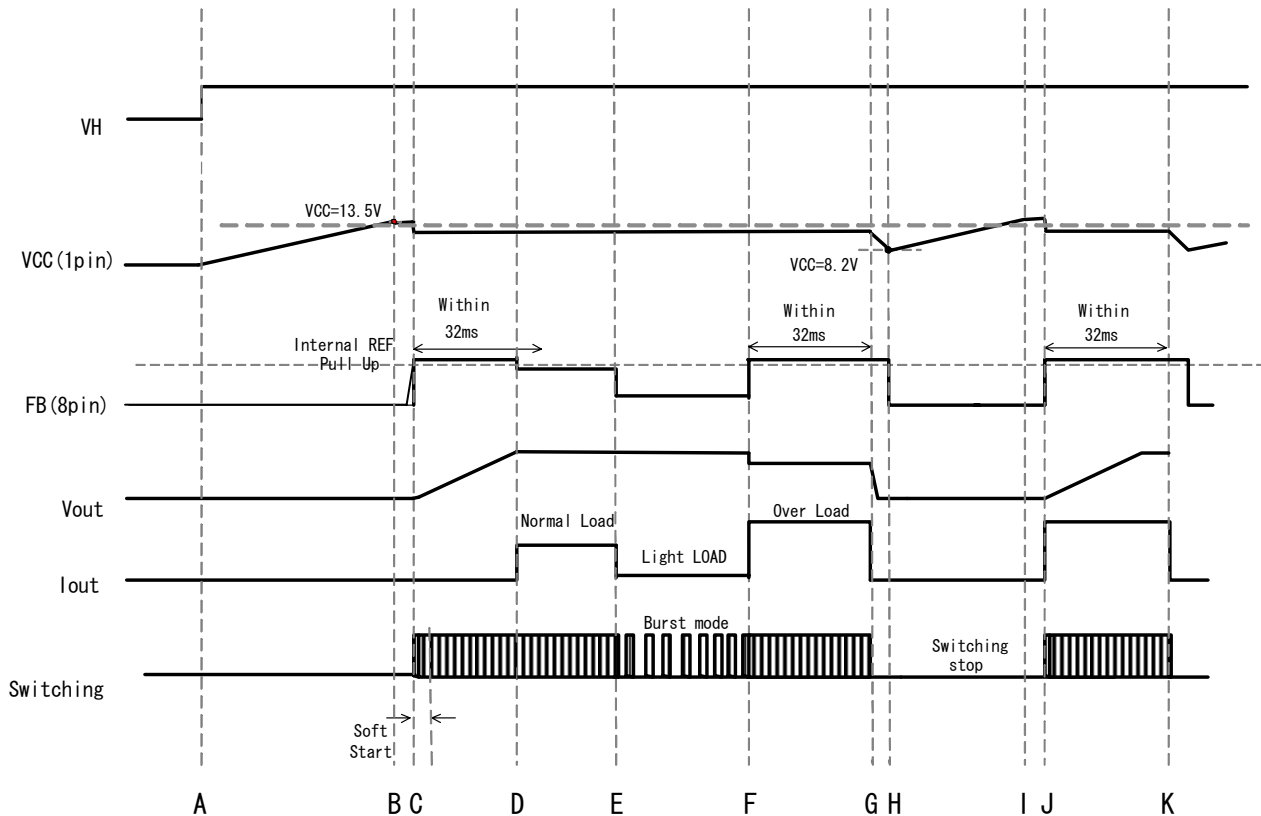 VH
VCC=13.5V
VCC(1pin)
VCC=8.2V
Within
32ms
Within
32ms
Within
32ms
Internal REF
Pull Up
FB(8pin)
Vout
Normal Load
Over Load
Light LOAD
Iout
Burst mode
Switching
stop
Switching
Soft
Start
A B C D E F G H I J K